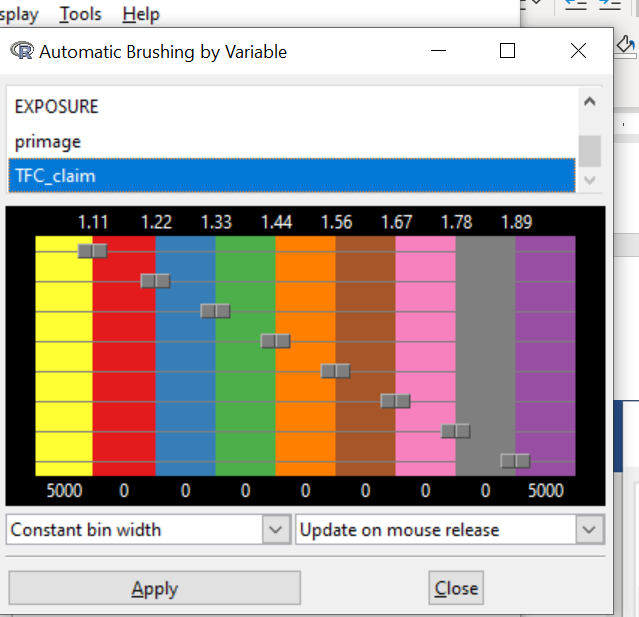 splay Tools Help
Automatic Brushing by Variable
EXPOSURE
primage
TFC_claim
1.11 1.22 1.33 1.44 1.56 1.67 1.78 1.89
5000 0 0 0 0 0 0 0 5000
Constant bin width Update on mouse release
Apply Close